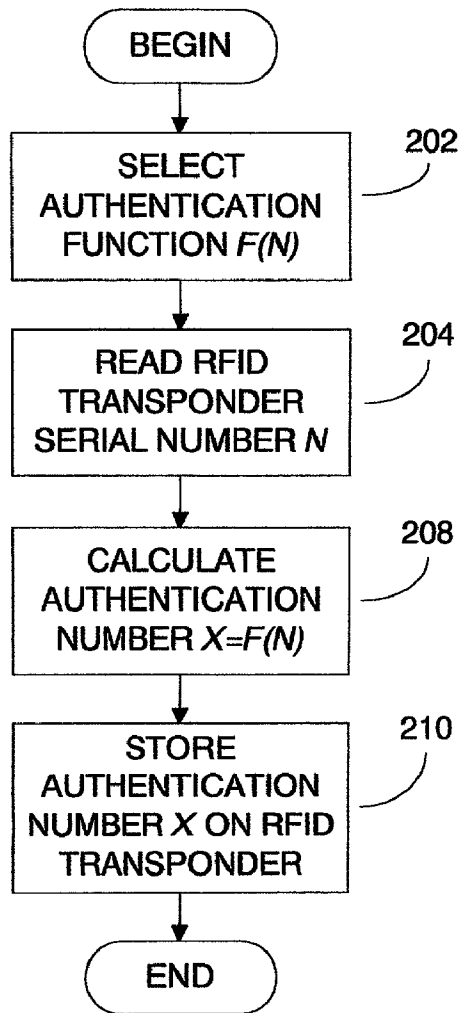 BEGIN
202
SELECT
AUTHENTICATION
FUNCTION F(N)
204
READ RFID
TRANSPONDER
SERIAL NUMBER N
208
CALCULATE
AUTHENTICATION
NUMBER X=F(N)
210
STORE
AUTHENTICATION
NUMBER X ON RFID
TRANSPONDER
END